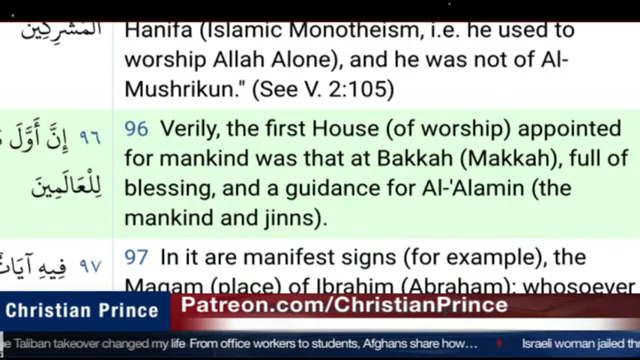 المُشْرِكِينَ
Hanifa (Islamic Monotheism, i.e. he used to
worship Allah Alone), and he was not of Al-
Mushrikun." (See V. 2:105)
٩٦ إِنَّ أَوَّلَ
لِلْعَالَمِينَ
96 Verily, the first House (of worship) appointed
for mankind was that at Bakkah (Makkah), full of
blessing, and a guidance for Al-'Alamin (the
mankind and jinns).
٩٧ فِيهِ آيَاتٌ
97 In it are manifest signs (for example), the
Maqam (place) of Ibrahim (Abraham); whosoever
Christian Prince
Patreon.com/ChristianPrince
e Taliban takeover changed my life From office workers to students, Afghans share how... Israeli woman jailed thr